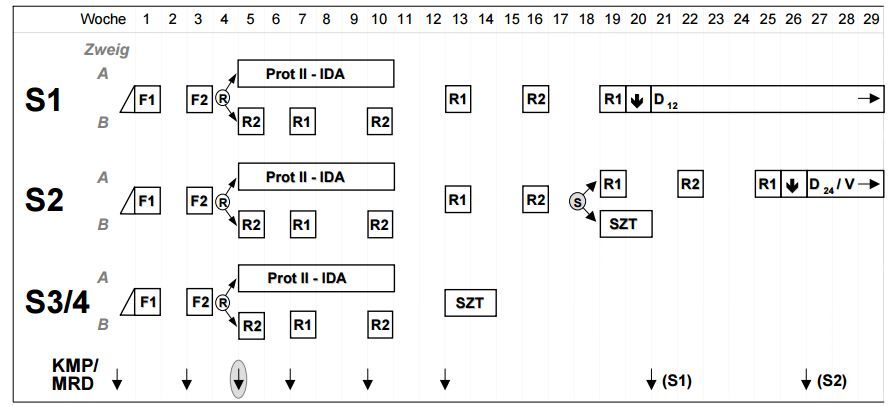 Woche 1 2 3 4 5 6 7 8 9 10 11 12 13 14 15 16 17 18 19 20 21 22 23 24 25 26 27 28 29
Zweig
A Prot II - IDA
S1 F1 F2 R R1 R2 R1 D 12
B R2 R1 R2
A Prot II - IDA R1 R2 R1 D 24 / V
S2 F1 F2 R R1 R2 S
B R2 R1 R2 SZT
A Prot II - IDA
S3/4 F1 F2 R SZT
B R2 R1 R2
KMP/
MRD (S1) (S2)